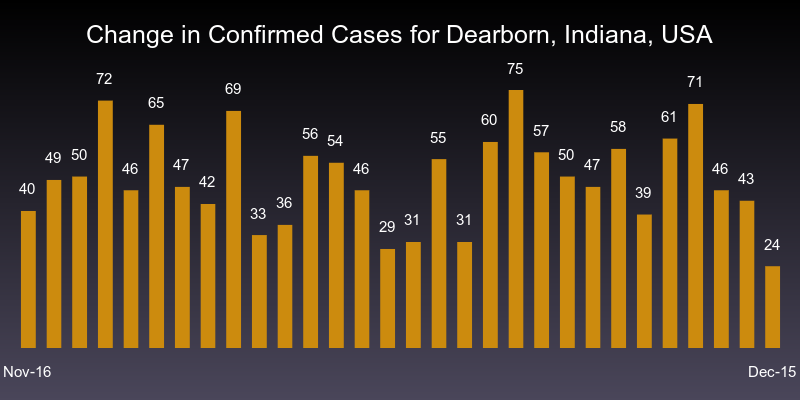 Change in Confirmed Cases for Dearborn, Indiana, USA
40 49 50 72 46 65 47 42 69 33 36 56 54 46 29 31 55 31 60 75 57 50 47 58 39 61 71 46 43 24
Nov-16 Dec-15